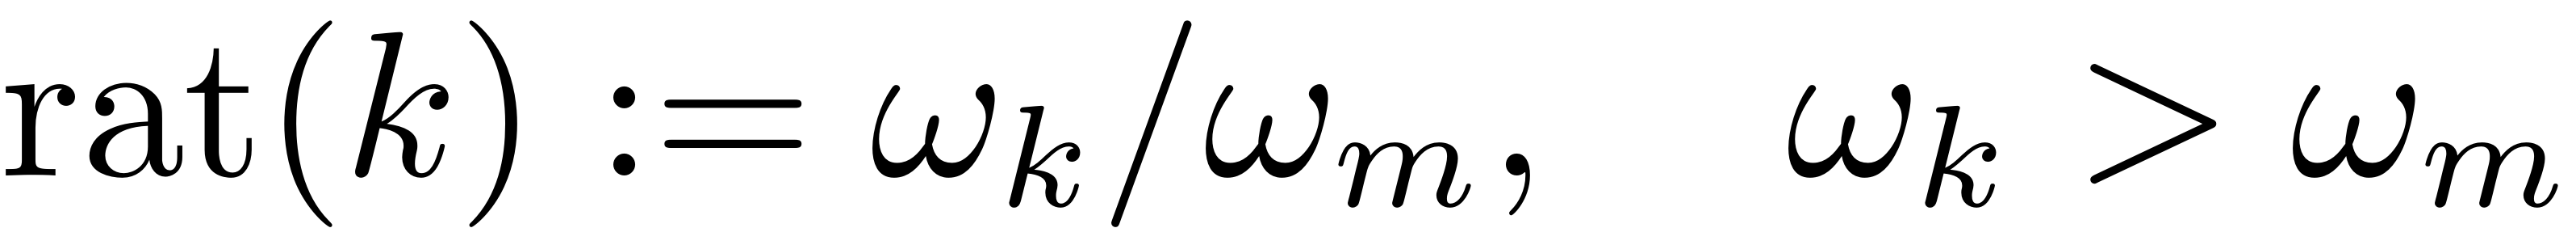 rat(k) := ω_k/ω_m, ω_k > ω_m